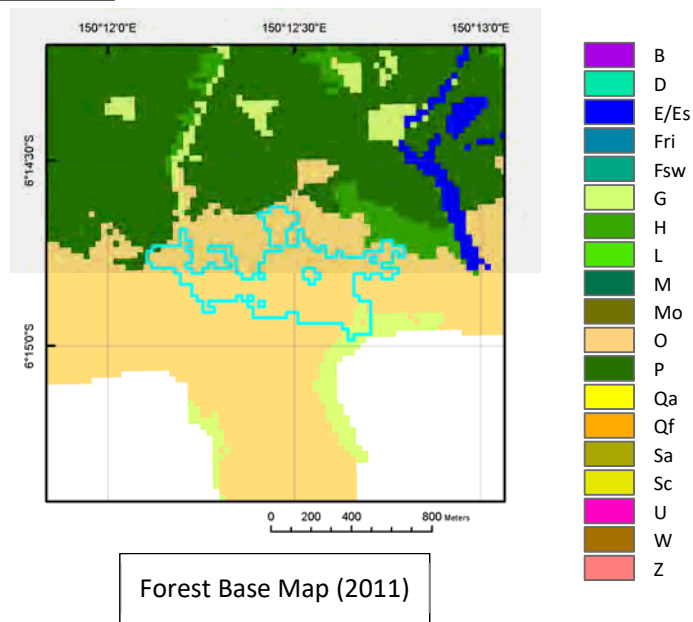 150°12'0"E
150°12'30"E
150°13'0"E
6°14'30"S
6°15'0"S
0 200 400 800 Meters
Forest Base Map (2011)
B
D
E/Es
Fri
Fsw
G
H
L
M
Mo
O
P
Qa
Qf
Sa
Sc
U
W
Z